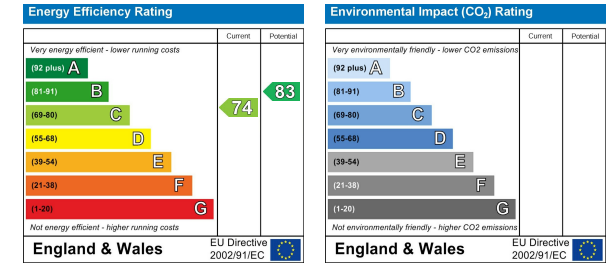 Energy Efficiency Rating
Current Potential
Very energy efficient - lower running costs
(92 plus) A
(81-91) B
(69-80) C
(55-68) D
(39-54) E
(21-38) F
(1-20) G
74
83
Not energy efficient - higher running costs
England & Wales
EU Directive
2002/91/EC
Environmental Impact (CO2) Rating
Current Potential
Very environmentally friendly - lower CO2 emissions
(92 plus) A
(81-91) B
(69-80) C
(55-68) D
(39-54) E
(21-38) F
(1-20) G
Not environmentally friendly - higher CO2 emissions
England & Wales
EU Directive
2002/91/EC